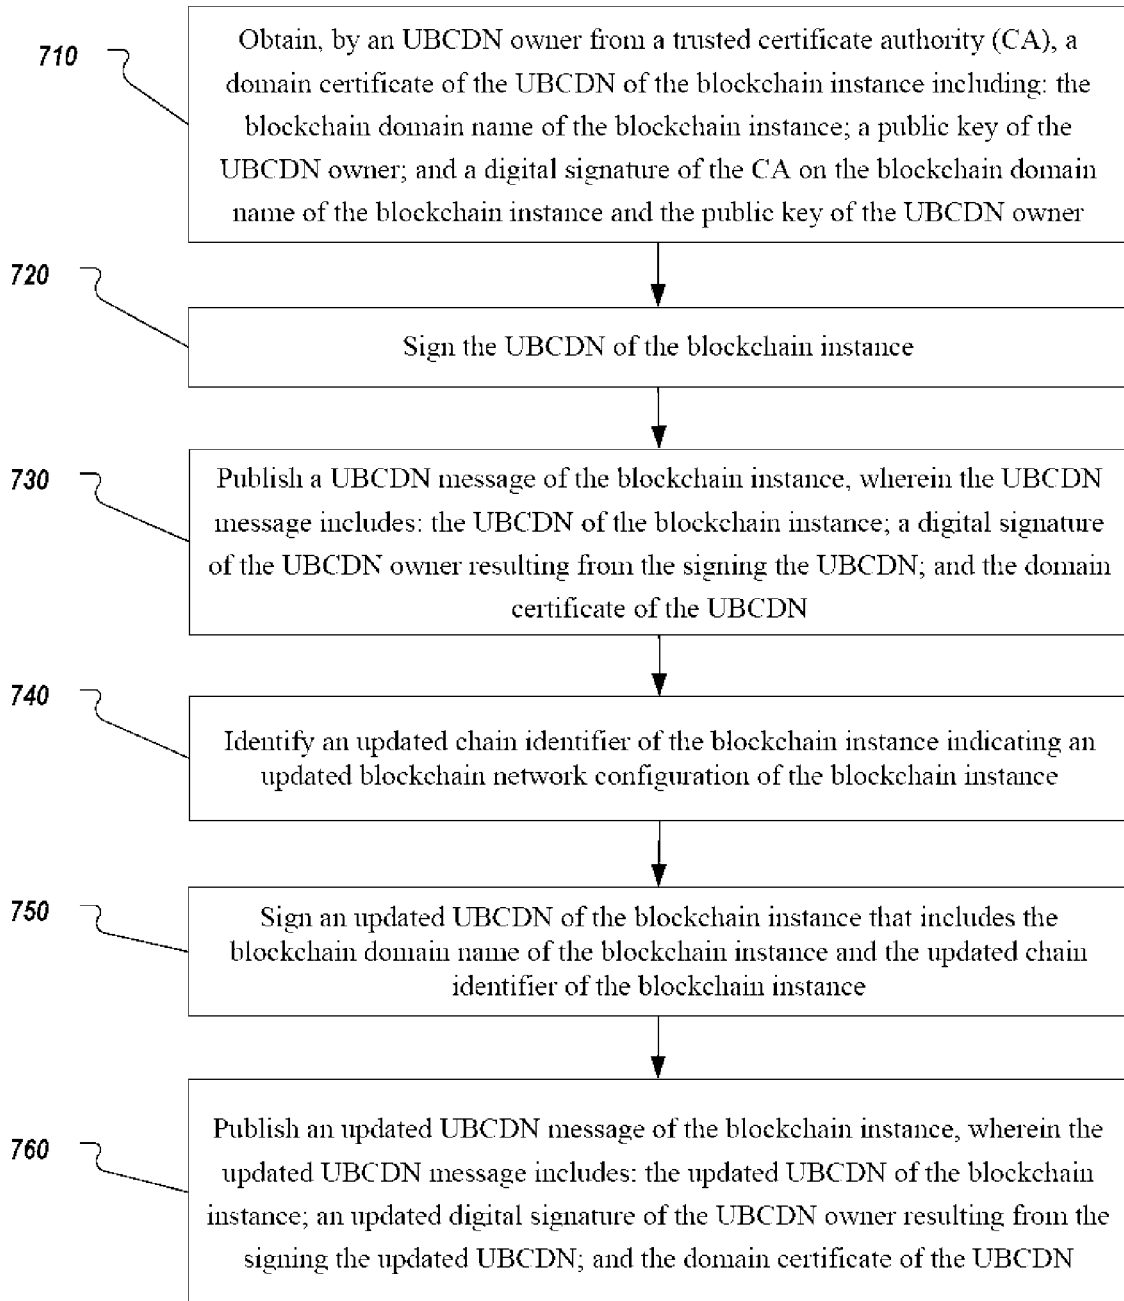 710
Obtain, by an UBCDN owner from a trusted certificate authority (CA), a
domain certificate of the UBCDN of the blockchain instance including: the
blockchain domain name of the blockchain instance; a public key of the
UBCDN owner; and a digital signature of the CA on the blockchain domain
name of the blockchain instance and the public key of the UBCDN owner
720
Sign the UBCDN of the blockchain instance
730
Publish a UBCDN message of the blockchain instance, wherein the UBCDN
message includes: the UBCDN of the blockchain instance; a digital signature
of the UBCDN owner resulting from the signing the UBCDN; and the domain
certificate of the UBCDN
740
Identify an updated chain identifier of the blockchain instance indicating an
updated blockchain network configuration of the blockchain instance
750
Sign an updated UBCDN of the blockchain instance that includes the
blockchain domain name of the blockchain instance and the updated chain
identifier of the blockchain instance
760
Publish an updated UBCDN message of the blockchain instance, wherein the
updated UBCDN message includes: the updated UBCDN of the blockchain
instance; an updated digital signature of the UBCDN owner resulting from the
signing the updated UBCDN; and the domain certificate of the UBCDN